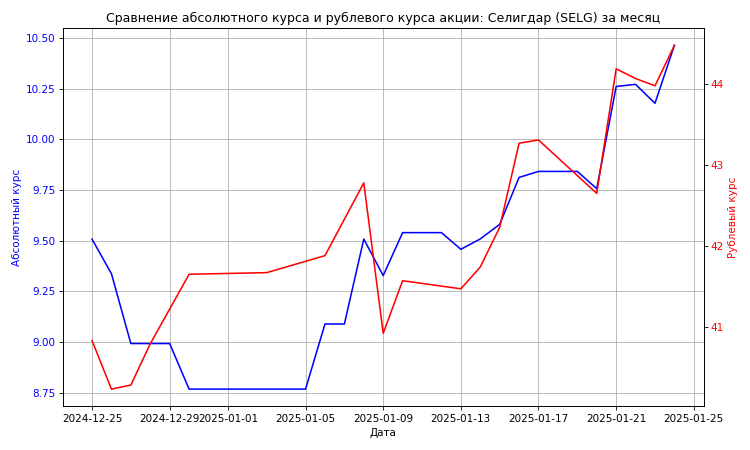 Сравнение абсолютного курса и рублевого курса акции: Селигдар (SELG) за месяц
Абсолютный курс
10.50
10.25
10.00
9.75
9.50
9.25
9.00
8.75
44
43
42
41
Рублевый курс
2024-12-25 2024-12-29 2025-01-01 2025-01-05 2025-01-09 2025-01-13 2025-01-17 2025-01-21 2025-01-25
Дата